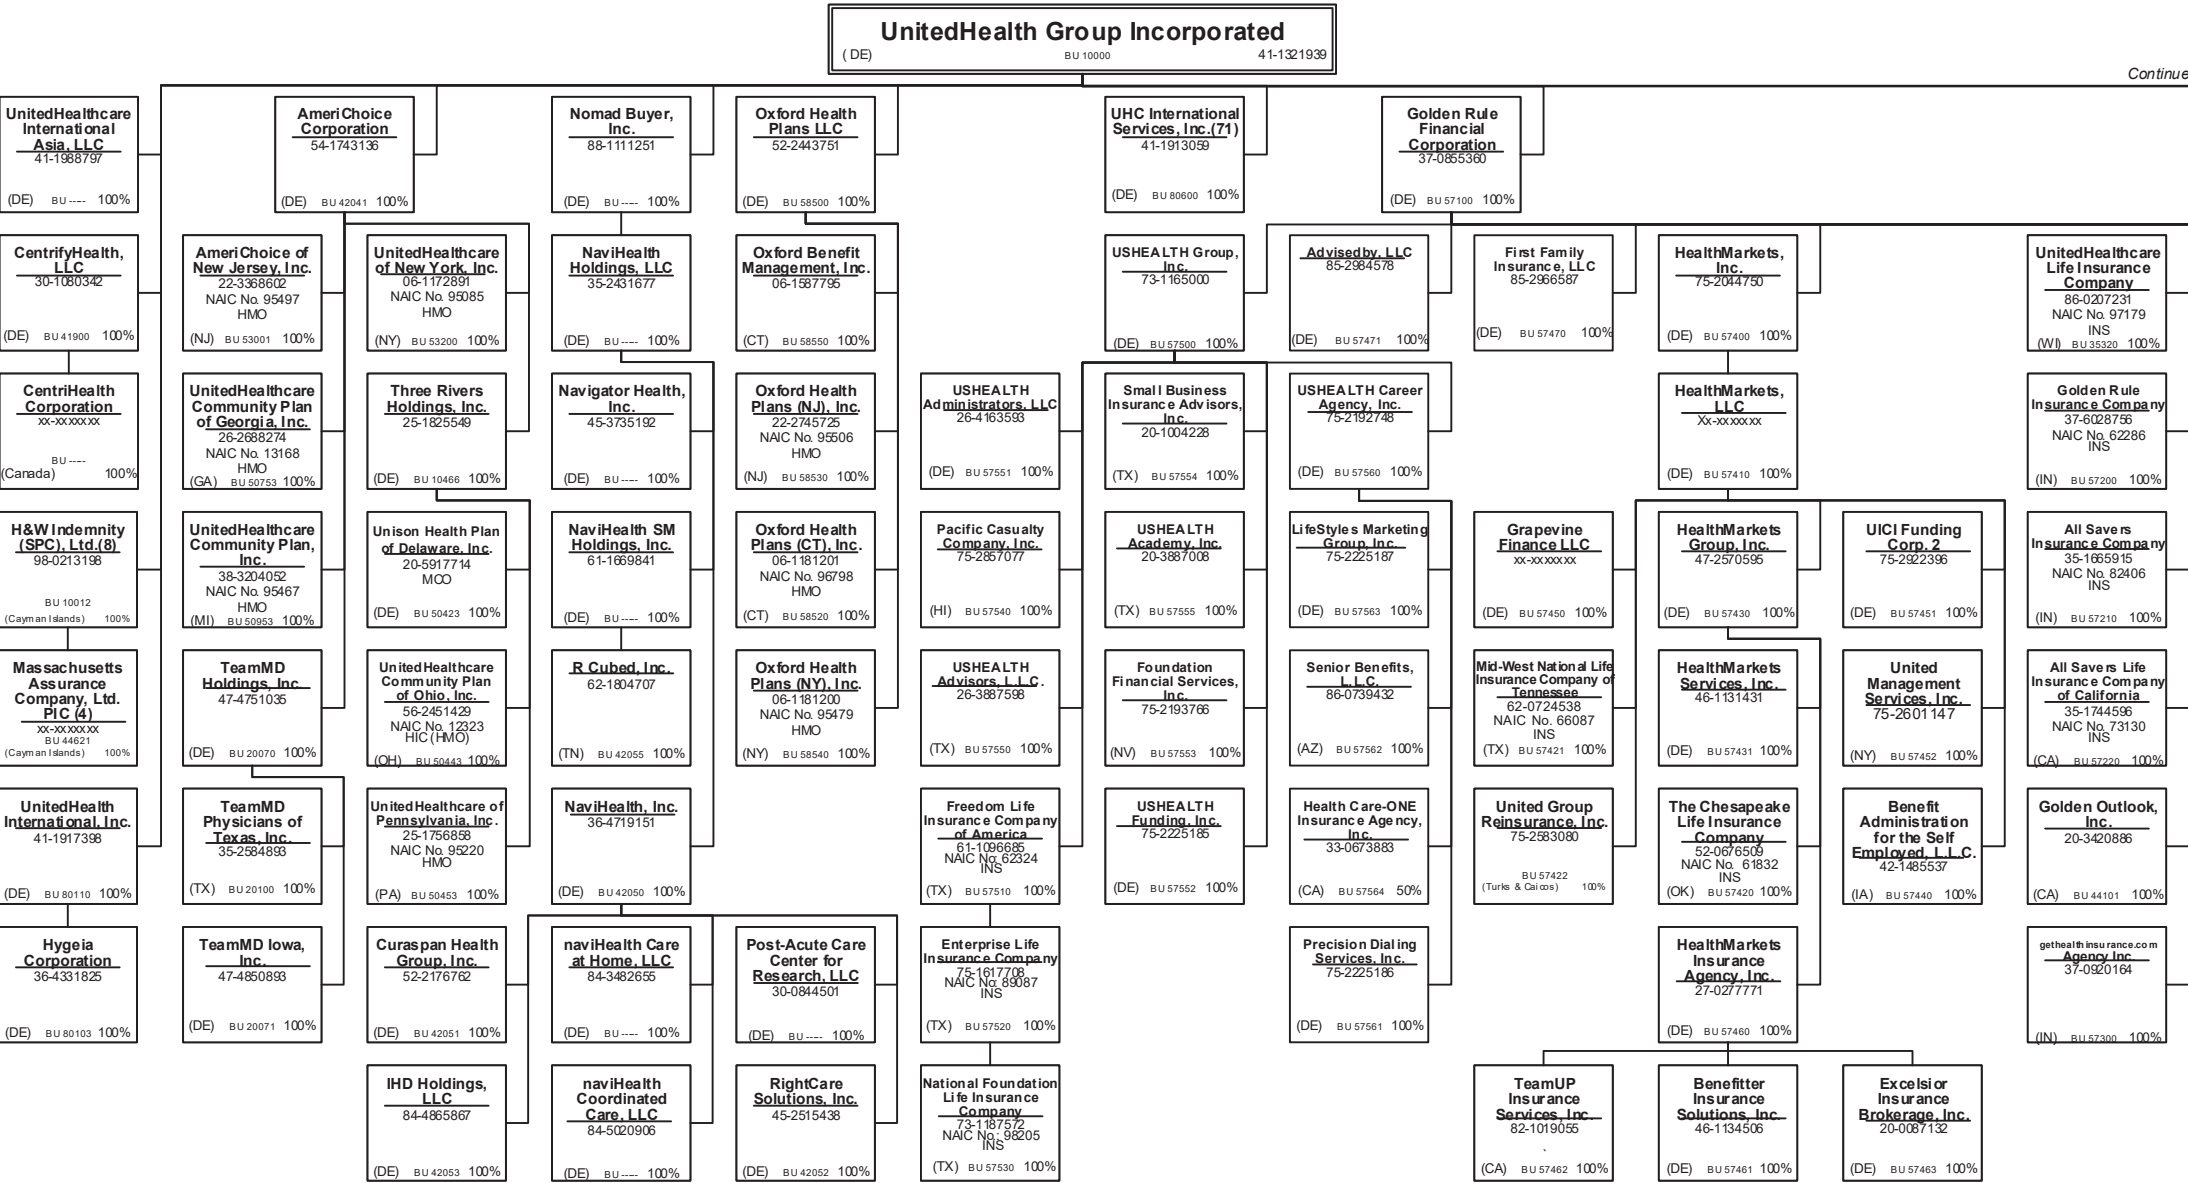 UnitedHealth Group Incorporated
( DE) BU 10000 41-1321939
Continue
UnitedHealthcare
International
Asia, LLC
41-1988797
(DE) BU ---- 100%
AmeriChoice
Corporation
54-1743136
(DE) BU 42041 100%
Nomad Buyer,
Inc.
88-1111251
(DE) BU ---- 100%
Oxford Health
Plans LLC
52-2443751
(DE) BU 58500 100%
UHC International
Services, Inc.(71)
41-1913059
(DE) BU 80600 100%
Golden Rule
Financial
Corporation
37-0855360
(DE) BU 57100 100%
CentrifyHealth,
LLC
30-1080342
(DE) BU 41900 100%
AmeriChoice of
New Jersey, Inc.
22-3368602
NAIC No. 95497
HMO
(NJ) BU 53001 100%
UnitedHealthcare
of New York, Inc.
06-1172891
NAIC No. 95085
HMO
(NY) BU 53200 100%
NaviHealth
Holdings, LLC
35-2431677
(DE) BU ---- 100%
Oxford Benefit
Management, Inc.
06-1587795
(CT) BU 58550 100%
USHEALTH Group,
Inc.
73-1165000
(DE) BU 57500 100%
Advisedby, LLC
85-2984578
(DE) BU 57471 100%
First Family
Insurance, LLC
85-2966587
(DE) BU 57470 100%
HealthMarkets,
Inc.
75-2044750
(DE) BU 57400 100%
UnitedHealthcare
Life Insurance
Company
86-0207231
NAIC No. 97179
INS
(WI) BU 35320 100%
CentriHealth
Corporation
xx-xxxxxxx
BU ----
(Canada) 100%
UnitedHealthcare
Community Plan
of Georgia, Inc.
26-2688274
NAIC No. 13168
HMO
(GA) BU 50753 100%
Three Rivers
Holdings, Inc.
25-1825549
(DE) BU 10466 100%
Navigator Health,
Inc.
45-3735192
(DE) BU ---- 100%
Oxford Health
Plans (NJ), Inc.
22-2745725
NAIC No. 95506
HMO
(NJ) BU 58530 100%
USHEALTH
Administrators, LLC
26-4163593
(DE) BU 57551 100%
Small Business
Insurance Advisors,
Inc.
20-1004228
(TX) BU 57554 100%
USHEALTH Career
Agency, Inc.
75-2192748
(DE) BU 57560 100%
HealthMarkets,
LLC
Xx-xxxxxxx
(DE) BU 57410 100%
Golden Rule
Insurance Company
37-6028756
NAIC No. 62286
INS
(IN) BU 57200 100%
H&W Indemnity
(SPC), Ltd.(8)
98-0213198
BU 10012
(Cayman Islands) 100%
UnitedHealthcare
Community Plan,
Inc.
38-3204052
NAIC No. 95467
HMO
(MI) BU 50953 100%
Unison Health Plan
of Delaware, Inc.
20-5917714
MCO
(DE) BU 50423 100%
NaviHealth SM
Holdings, Inc.
61-1669841
(DE) BU ---- 100%
Oxford Health
Plans (CT), Inc.
06-1181201
NAIC No. 96798
HMO
(CT) BU 58520 100%
Pacific Casualty
Company, Inc.
75-2857077
(HI) BU 57540 100%
USHEALTH
Academy, Inc.
20-3887008
(TX) BU 57555 100%
LifeStyles Marketing
Group, Inc.
75-2225187
(DE) BU 57563 100%
Grapevine
Finance LLC
xx-xxxxxxx
(DE) BU 57450 100%
HealthMarkets
Group, Inc.
47-2570595
(DE) BU 57430 100%
UICI Funding
Corp. 2
75-2922396
(DE) BU 57451 100%
All Savers
Insurance Company
35-1665915
NAIC No. 82406
INS
(IN) BU 57210 100%
Massachusetts
Assurance
Company, Ltd.
PIC (4)
xx-xxxxxxx
BU 44621
(Cayman Islands) 100%
TeamMD
Holdings, Inc.
47-4751035
(DE) BU 20070 100%
United Healthcare
Community Plan
of Ohio, Inc.
56-2451429
NAIC No. 12323
HIC (HMO)
(OH) BU 50443 100%
R Cubed, Inc.
62-1804707
(TN) BU 42055 100%
Oxford Health
Plans (NY), Inc.
06-1181200
NAIC No. 95479
HMO
(NY) BU 58540 100%
USHEALTH
Advisors, L.L.C.
26-3887598
(TX) BU 57550 100%
Foundation
Financial Services,
Inc.
75-2193766
(NV) BU 57553 100%
Senior Benefits,
L.L.C.
86-0739432
(AZ) BU 57562 100%
Mid-West National Life
Insurance Company of
Tennessee
62-0724538
NAIC No. 66087
INS
(TX) BU 57421 100%
HealthMarkets
Services, Inc.
46-1131431
(DE) BU 57431 100%
United
Management
Services, Inc.
75-2601147
(NY) BU 57452 100%
All Savers Life
Insurance Company
of California
35-1744596
NAIC No. 73130
INS
(CA) BU 57220 100%
UnitedHealth
International, Inc.
41-1917398
(DE) BU 80110 100%
TeamMD
Physicians of
Texas, Inc.
35-2584893
(TX) BU 20100 100%
United Healthcare of
Pennsylvania, Inc.
25-1756858
NAIC No. 95220
HMO
(PA) BU 50453 100%
NaviHealth, Inc.
36-4719151
(DE) BU 42050 100%
Freedom Life
Insurance Company
of America
61-1096685
NAIC No. 62324
INS
(TX) BU 57510 100%
USHEALTH
Funding, Inc.
75-2225185
(DE) BU 57552 100%
Health Care-ONE
Insurance Agency,
Inc.
33-0673883
(CA) BU 57564 50%
United Group
Reinsurance, Inc.
75-2583080
BU 57422
(Turks & Caicos) 100%
The Chesapeake
Life Insurance
Company
52-0676509
NAIC No. 61832
INS
(OK) BU 57420 100%
Benefit
Administration
for the Self
Employed, L.L.C.
42-1485537
(IA) BU 57440 100%
Golden Outlook,
Inc.
20-3420886
(CA) BU 44101 100%
Hygeia
Corporation
36-4331825
(DE) BU 80103 100%
TeamMD Iowa,
Inc.
47-4850893
(DE) BU 20071 100%
Curaspan Health
Group, Inc.
52-2176762
(DE) BU 42051 100%
naviHealth Care
at Home, LLC
84-3482655
(DE) BU ---- 100%
Post-Acute Care
Center for
Research, LLC
30-0844501
(DE) BU ---- 100%
Enterprise Life
Insurance Company
75-1617708
NAIC No: 89087
INS
(TX) BU 57520 100%
Precision Dialing
Services, Inc.
75-2225186
(DE) BU 57561 100%
HealthMarkets
Insurance
Agency, Inc.
27-0277771
(DE) BU 57460 100%
gethealthinsurance.com
Agency Inc.
37-0920164
(IN) BU 57300 100%
IHD Holdings,
LLC
84-4865867
(DE) BU 42053 100%
naviHealth
Coordinated
Care, LLC
84-5020906
(DE) BU ---- 100%
RightCare
Solutions, Inc.
45-2515438
(DE) BU 42052 100%
National Foundation
Life Insurance
Company
73-1187572
NAIC No.: 98205
INS
(TX) BU 57530 100%
TeamUP
Insurance
Services, Inc.
82-1019055
(CA) BU 57462 100%
Benefitter
Insurance
Solutions, Inc.
46-1134506
(DE) BU 57461 100%
Excelsior
Insurance
Brokerage, Inc.
20-0087132
(DE) BU 57463 100%